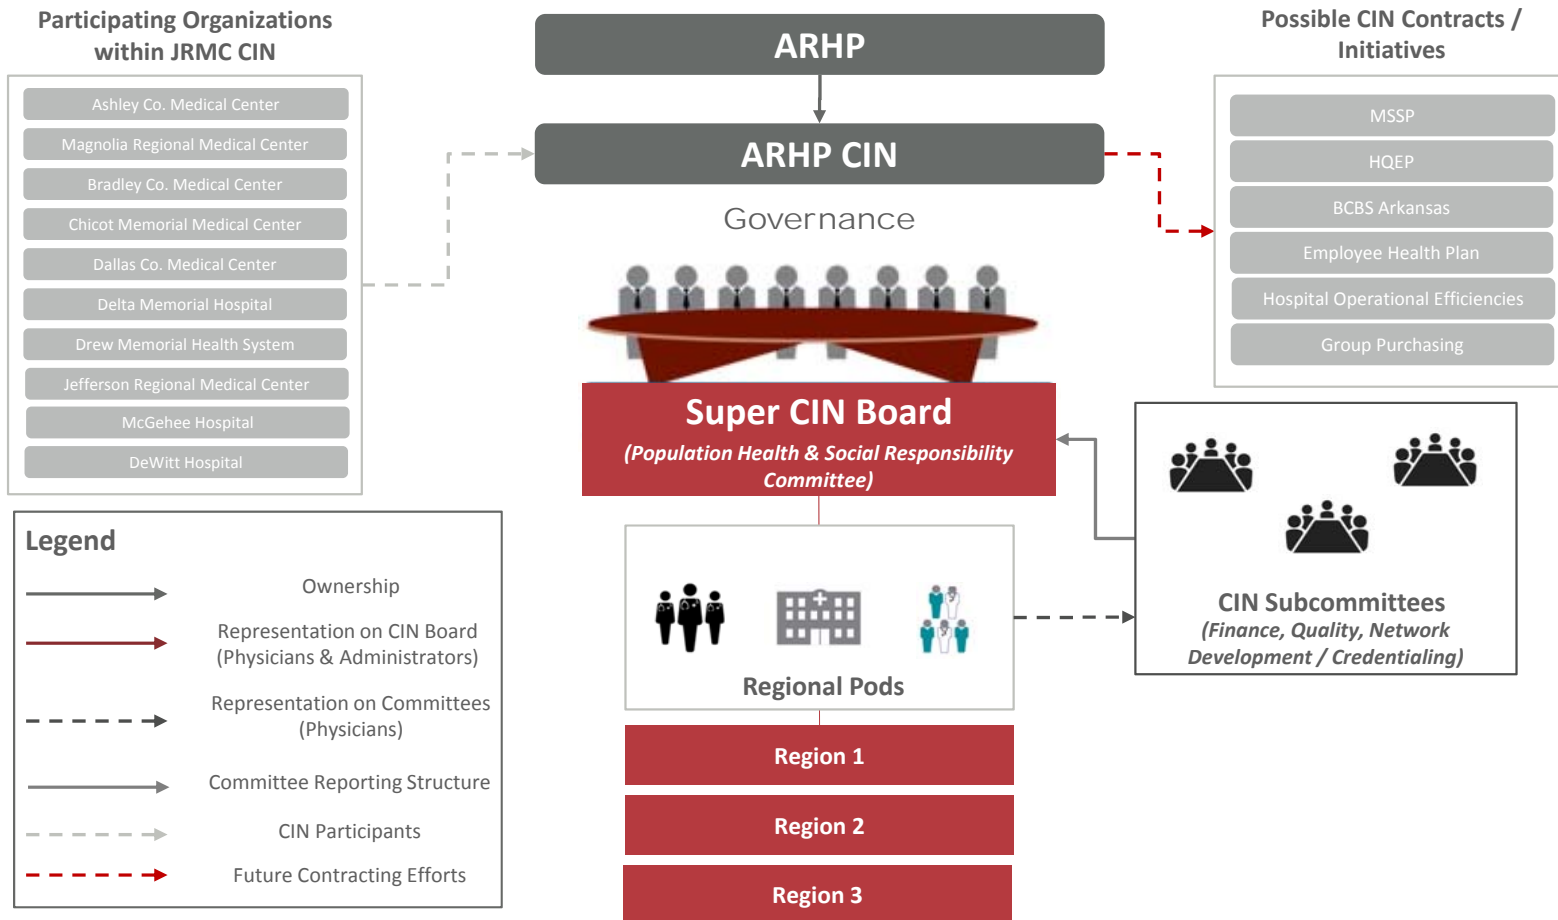 Participating Organizations
within JRMC CIN
Ashley Co. Medical Center
Magnolia Regional Medical Center
Bradley Co. Medical Center
Chicot Memorial Medical Center
Dallas Co. Medical Center
Delta Memorial Hospital
Drew Memorial Health System
Jefferson Regional Medical Center
McGehee Hospital
DeWitt Hospital
ARHP
ARHP CIN
Governance
Super CIN Board
(Population Health & Social Responsibility
Committee)
Regional Pods
Region 1
Region 2
Region 3
Possible CIN Contracts /
Initiatives
MSSP
HQEP
BCBS Arkansas
Employee Health Plan
Hospital Operational Efficiencies
Group Purchasing
CIN Subcommittees
(Finance, Quality, Network
Development / Credentialing)
Legend
Ownership
Representation on CIN Board
(Physicians & Administrators)
Representation on Committees
(Physicians)
Committee Reporting Structure
CIN Participants
Future Contracting Efforts